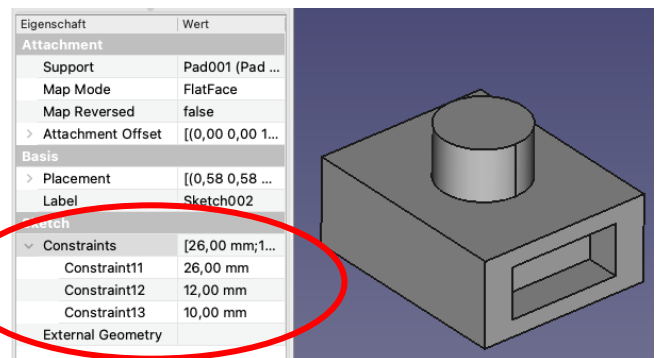 Eigenschaft Wert
Attachment
Support Pad001 (Pad ...
Map Mode FlatFace
Map Reversed false
> Attachment Offset [(0,00 0,00 1...
Basis
> Placement [(0,58 0,58 ...
Label Sketch002
Sketch
Constraints [26,00 mm;1...
Constraint11 26,00 mm
Constraint12 12,00 mm
Constraint13 10,00 mm
External Geometry